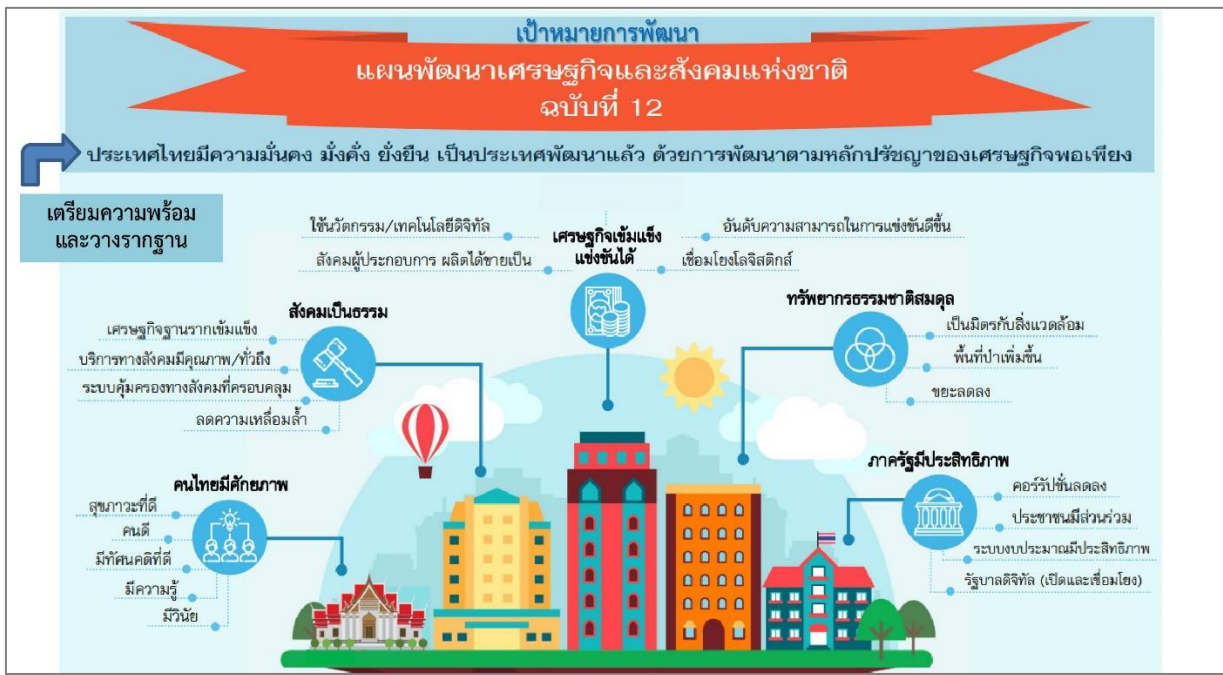 เป้าหมายการพัฒนา
แผนพัฒนาเศรษฐกิจและสังคมแห่งชาติ
ฉบับที่ 12
ประเทศไทยมีความมั่นคง มั่งคั่ง ยั่งยืน เป็นประเทศพัฒนาแล้ว ด้วยการพัฒนาตามหลักปรัชญาของเศรษฐกิจพอเพียง
เตรียมความพร้อม
และวางรากฐาน
เศรษฐกิจเข้มแข็ง
แข่งขันได้
ใช้นวัตกรรม/เทคโนโลยีดิจิทัล
สังคมผู้ประกอบการ ผลิตได้ขายเป็น
อันดับความสามารถในการแข่งขันดีขึ้น
เชื่อมโยงโลจิสติกส์
สังคมเป็นธรรม
เศรษฐกิจฐานรากเข้มแข็ง
บริการทางสังคมมีคุณภาพ/ทั่วถึง
ระบบคุ้มครองทางสังคมที่ครอบคลุม
ลดความเหลื่อมล้ำ
ทรัพยากรธรรมชาติสมดุล
เป็นมิตรกับสิ่งแวดล้อม
พื้นที่ป่าเพิ่มขึ้น
ขยะลดลง
คนไทยมีศักยภาพ
สุขภาวะที่ดี
คนดี
มีทัศนคติที่ดี
มีความรู้
มีวินัย
ภาครัฐมีประสิทธิภาพ
คอร์รัปชั่นลดลง
ประชาชนมีส่วนร่วม
ระบบงบประมาณมีประสิทธิภาพ
รัฐบาลดิจิทัล (เปิดและเชื่อมโยง)